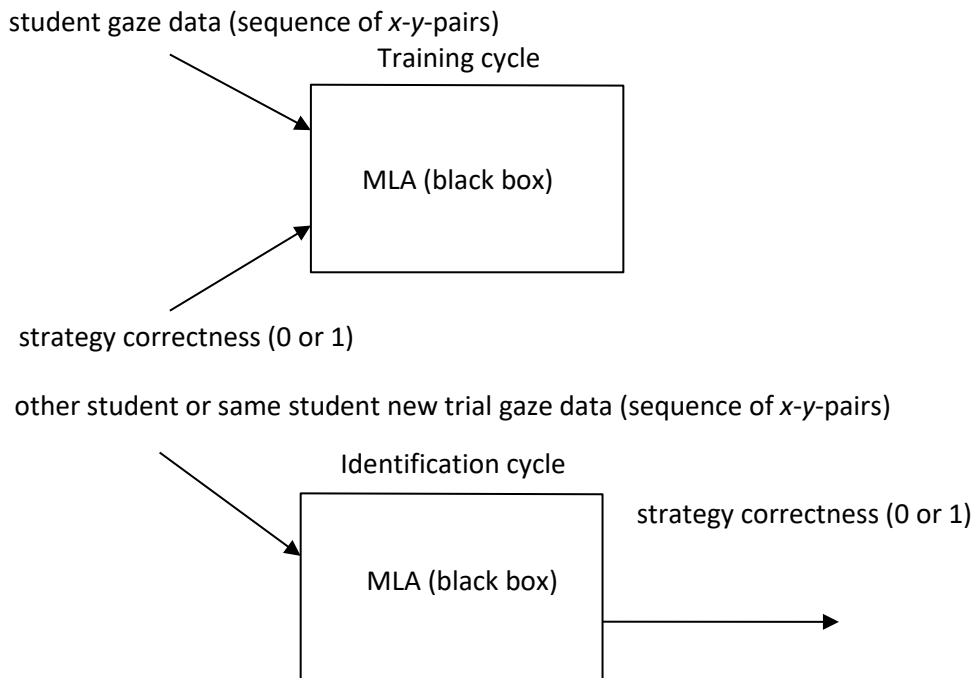 student gaze data (sequence of x-y-pairs)
Training cycle
MLA (black box)
strategy correctness (0 or 1)
other student or same student new trial gaze data (sequence of x-y-pairs)
Identification cycle
strategy correctness (0 or 1)
MLA (black box)